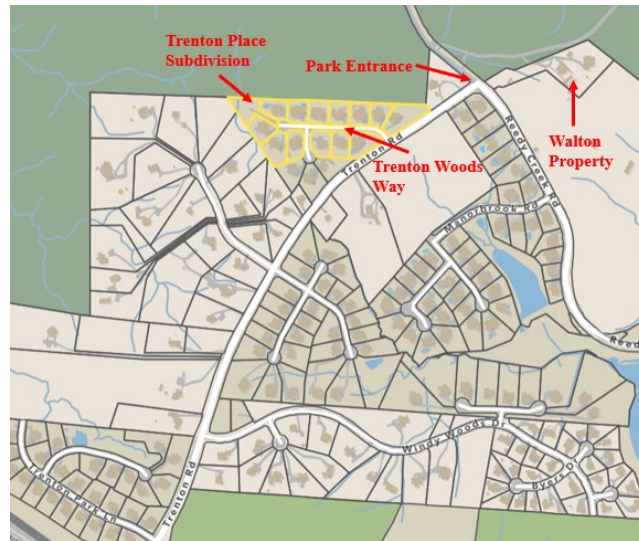 Trenton Place
Subdivision
Park Entrance
Walton
Property
Trenton Woods
Way
Trenton Rd
Reedy Creek Rd
Manorbrook Rd
Reed
Windy Woods Dr
Byers Dr
Trenton Park Ln
Trenton Rd